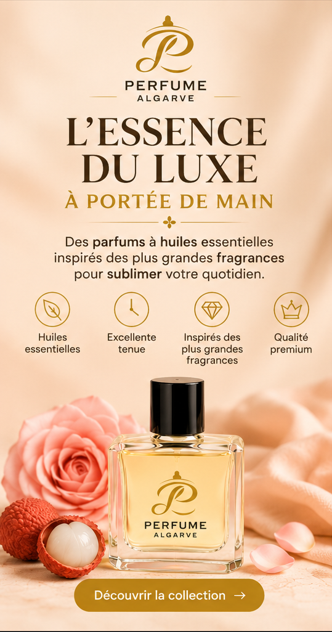 PERFUME
ALGARVE
L’ESSENCE
DU LUXE
À PORTÉE DE MAIN
Des parfums à huiles essentielles
inspirés des plus grandes fragrances
pour sublimer votre quotidien.
Huiles
essentielles
Excellente
tenue
Inspirés des
plus grandes
fragrances
Qualité
premium
PERFUME
ALGARVE
Découvrir la collection →